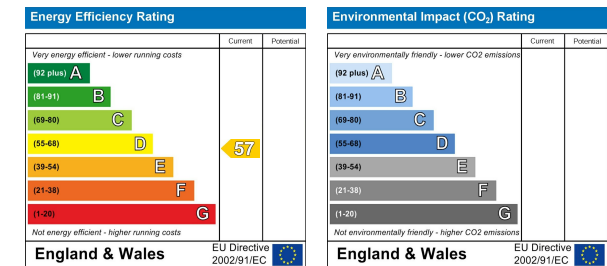 Energy Efficiency Rating
Current Potential
Very energy efficient - lower running costs
(92 plus) A
(81-91) B
(69-80) C
(55-68) D
57
(39-54) E
(21-38) F
(1-20) G
Not energy efficient - higher running costs
England & Wales
EU Directive
2002/91/EC
Environmental Impact (CO₂) Rating
Current Potential
Very environmentally friendly - lower CO2 emissions
(92 plus) A
(81-91) B
(69-80) C
(55-68) D
(39-54) E
(21-38) F
(1-20) G
Not environmentally friendly - higher CO2 emissions
England & Wales
EU Directive
2002/91/EC